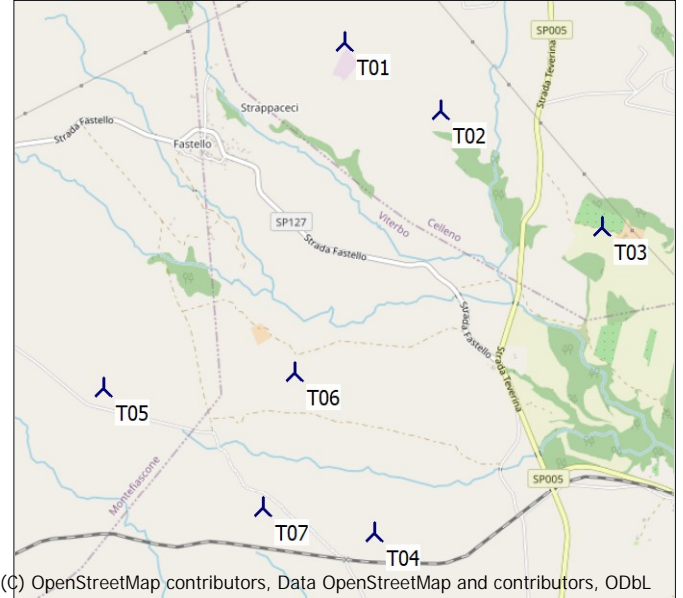 SP005
T01
Strada Teverina
Strappaceci
T02
Strada Fastello
Fastello
SP127
Viterbo
Celleno
T03
Strada Fastello
Strada Fastello
Strada Teverina
T06
T05
Montefiascone
SP005
T07
T04
(C) OpenStreetMap contributors, Data OpenStreetMap and contributors, ODbL